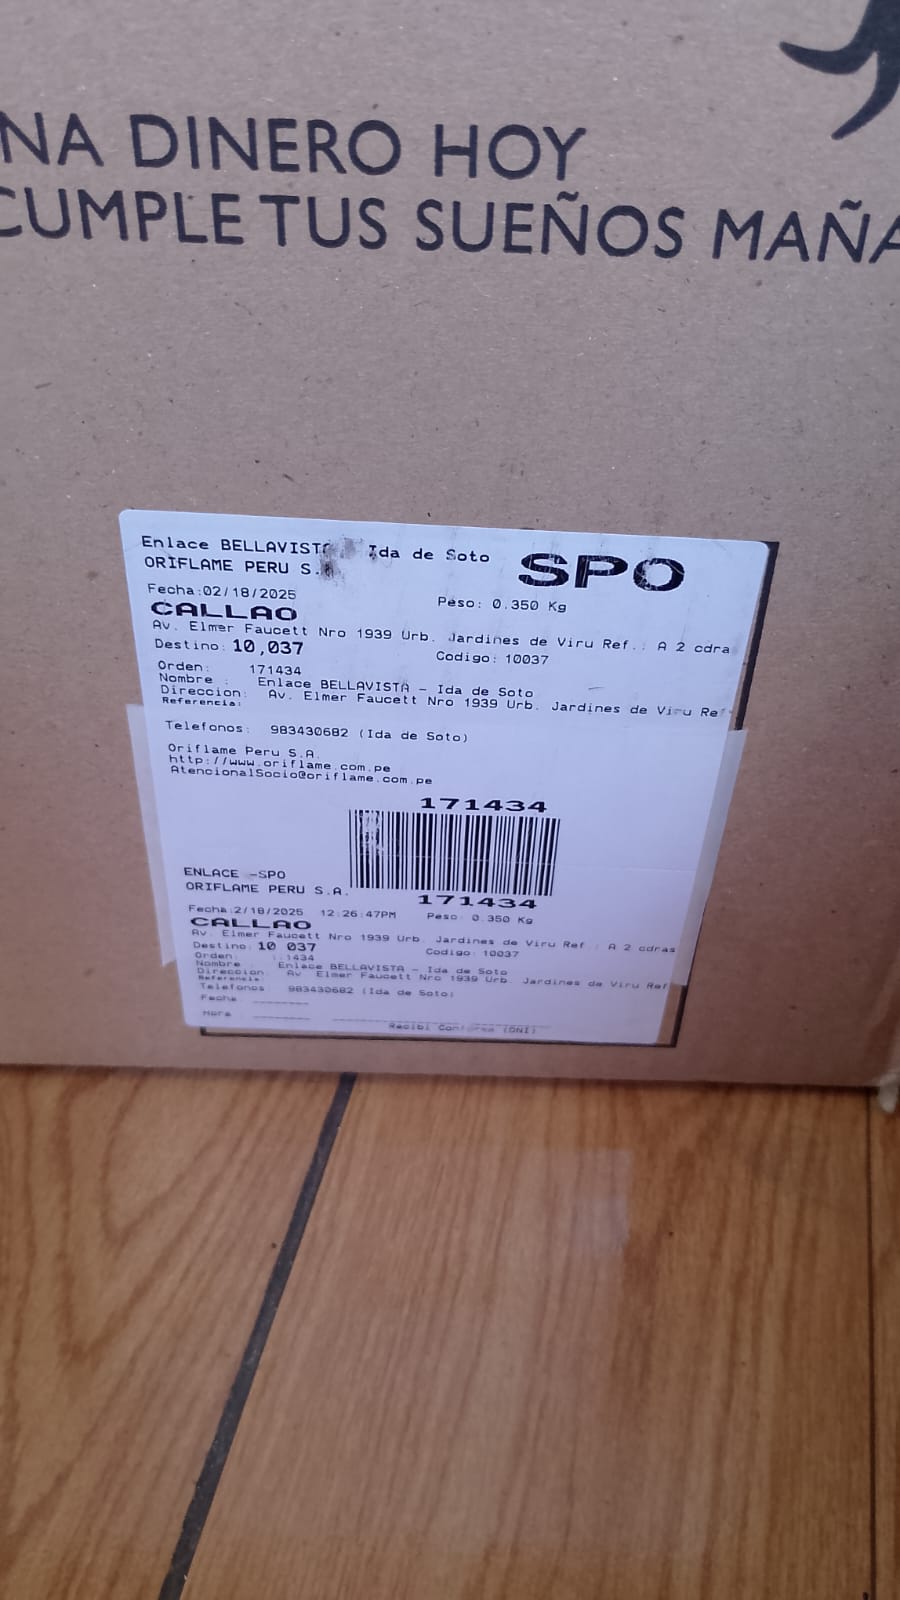 NA DINERO HOY
CUMPLE TUS SUEÑOS MAÑA
Enlace BELLAVIST Ida de Soto
SPO
ORIFLAME PERU S.
Fecha:02/18/2025
Peso: 0.350 Kg
CALLAO
Av. Elmer Faucett Nro 1939 Urb. Jardines de Viru Ref.: A 2 cdra
Destino: 10,037
Codigo: 10037
Orden: 171434
Nombre : Enlace BELLAVISTA - Ida de Soto
Direccion: Av. Elmer Faucett Nro 1939 Urb. Jardines de Viru Ref
Referencia:
Telefonos: 983430682 (Ida de Soto)
Oriflame Peru S.A.
http://www.oriflame.com.pe
AtencionalSocio@oriflame.com.pe
171434
171434
ENLACE -SPO
ORIFLAME PERU S.A.
Fecha:2/18/2025 12:26:47PM Peso: 0.350 Kg
CALLAO
Av. Elmer Faucett Nro 1939 Urb. Jardines de Viru Ref.: A 2 cdras
Destino: 10 037
Codigo: 10037
Orden: 1434
Nombre : Enlace BELLAVISTA - Ida de Soto
Direccion: Av. Elmer Faucett Nro 1939 Urb. Jardines de Viru Ref
Referencia:
Telefonos: 983430682 (Ida de Soto)
Fecha
Hora
Recibi Conforme (DNI)